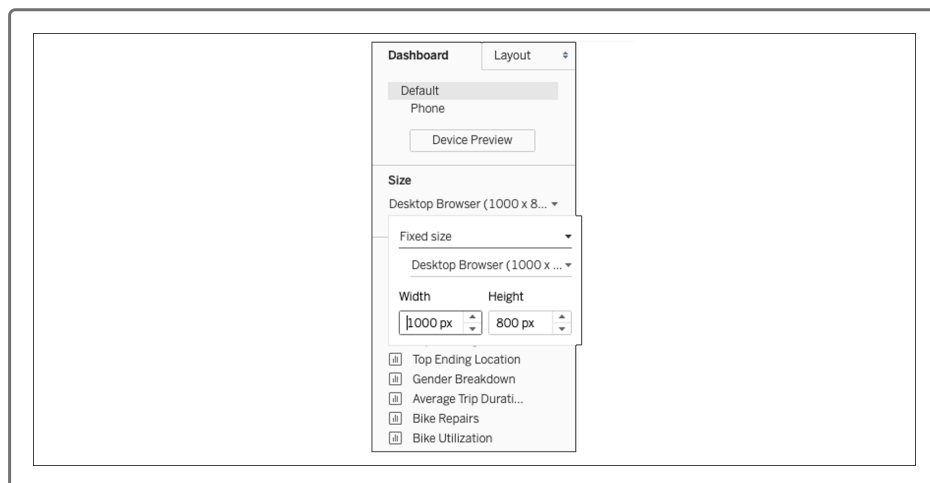 Dashboard Layout
Default
Phone
Device Preview
Size
Desktop Browser (1000 x 8...
Fixed size
Desktop Browser (1000 x ...
Width Height
1000 px 800 px
Top Ending Location
Gender Breakdown
Average Trip Durati...
Bike Repairs
Bike Utilization